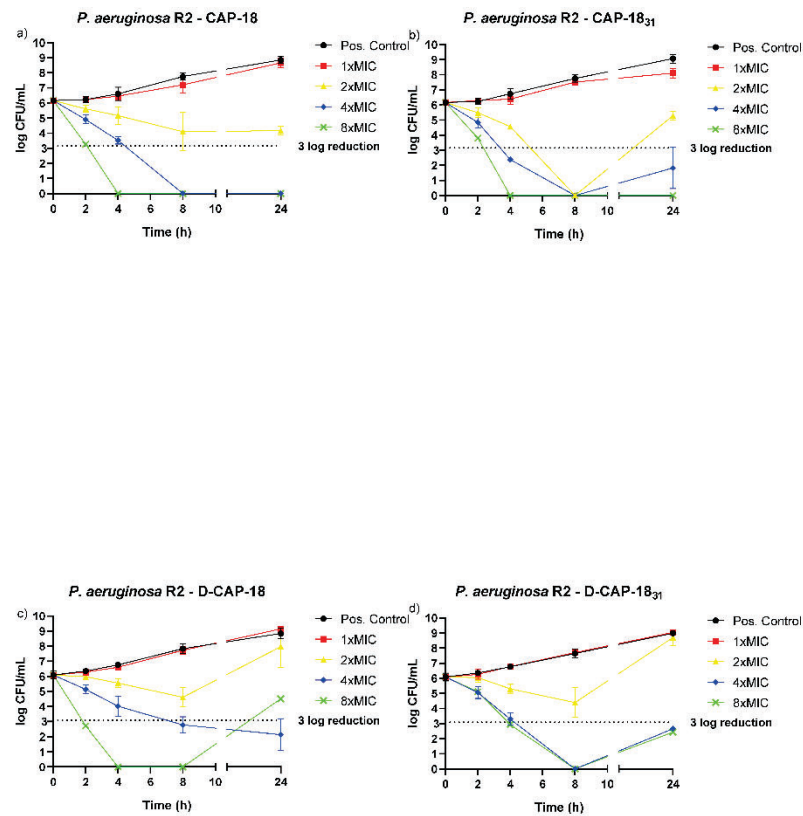 P. aeruginosa R2 - CAP-18
a)
10
9
8
7
6
5
4
3
2
1
0
log CFU/mL
0 2 4 6 8 10 24
Time (h)
Pos. Control
1xMIC
2xMIC
4xMIC
8xMIC
3 log reduction
P. aeruginosa R2 - CAP-18₃₁
b)
10
9
8
7
6
5
4
3
2
1
0
log CFU/mL
0 2 4 6 8 10 24
Time (h)
Pos. Control
1xMIC
2xMIC
4xMIC
8xMIC
3 log reduction
P. aeruginosa R2 - D-CAP-18
c)
10
9
8
7
6
5
4
3
2
1
0
log CFU/mL
0 2 4 6 8 10 24
Time (h)
Pos. Control
1xMIC
2xMIC
4xMIC
8xMIC
3 log reduction
P. aeruginosa R2 - D-CAP-18₃₁
d)
10
9
8
7
6
5
4
3
2
1
0
log CFU/mL
0 2 4 6 8 10 24
Time (h)
Pos. Control
1xMIC
2xMIC
4xMIC
8xMIC
3 log reduction